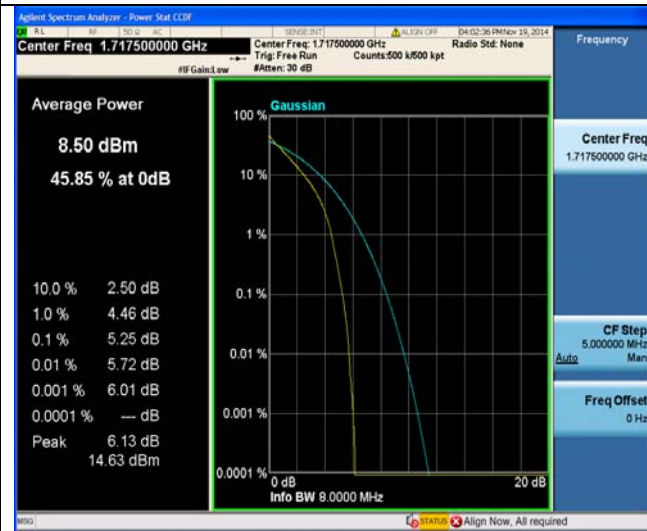 Agilent Spectrum Analyzer - Power Stat CCDF
RL RF 50 Ω AC SENSE:INT ALIGN OFF 04:02:36 PM Nov 19, 2014
Center Freq 1.717500000 GHz
Center Freq: 1.717500000 GHz Radio Std: None
Trig: Free Run Counts:500 k/500 kpt
#IFGain:Low #Atten: 30 dB
Frequency
Average Power
8.50 dBm
45.85 % at 0dB
10.0 % 2.50 dB
1.0 % 4.46 dB
0.1 % 5.25 dB
0.01 % 5.72 dB
0.001 % 6.01 dB
0.0001 % --- dB
Peak 6.13 dB
14.63 dBm
Gaussian
100 %
10 %
1 %
0.1 %
0.01 %
0.001 %
0.0001 %
0 dB 20 dB
Info BW 8.0000 MHz
Center Freq
1.717500000 GHz
CF Step
5.000000 MHz
Auto Man
Freq Offset
0 Hz
MSG STATUS Align Now, All required